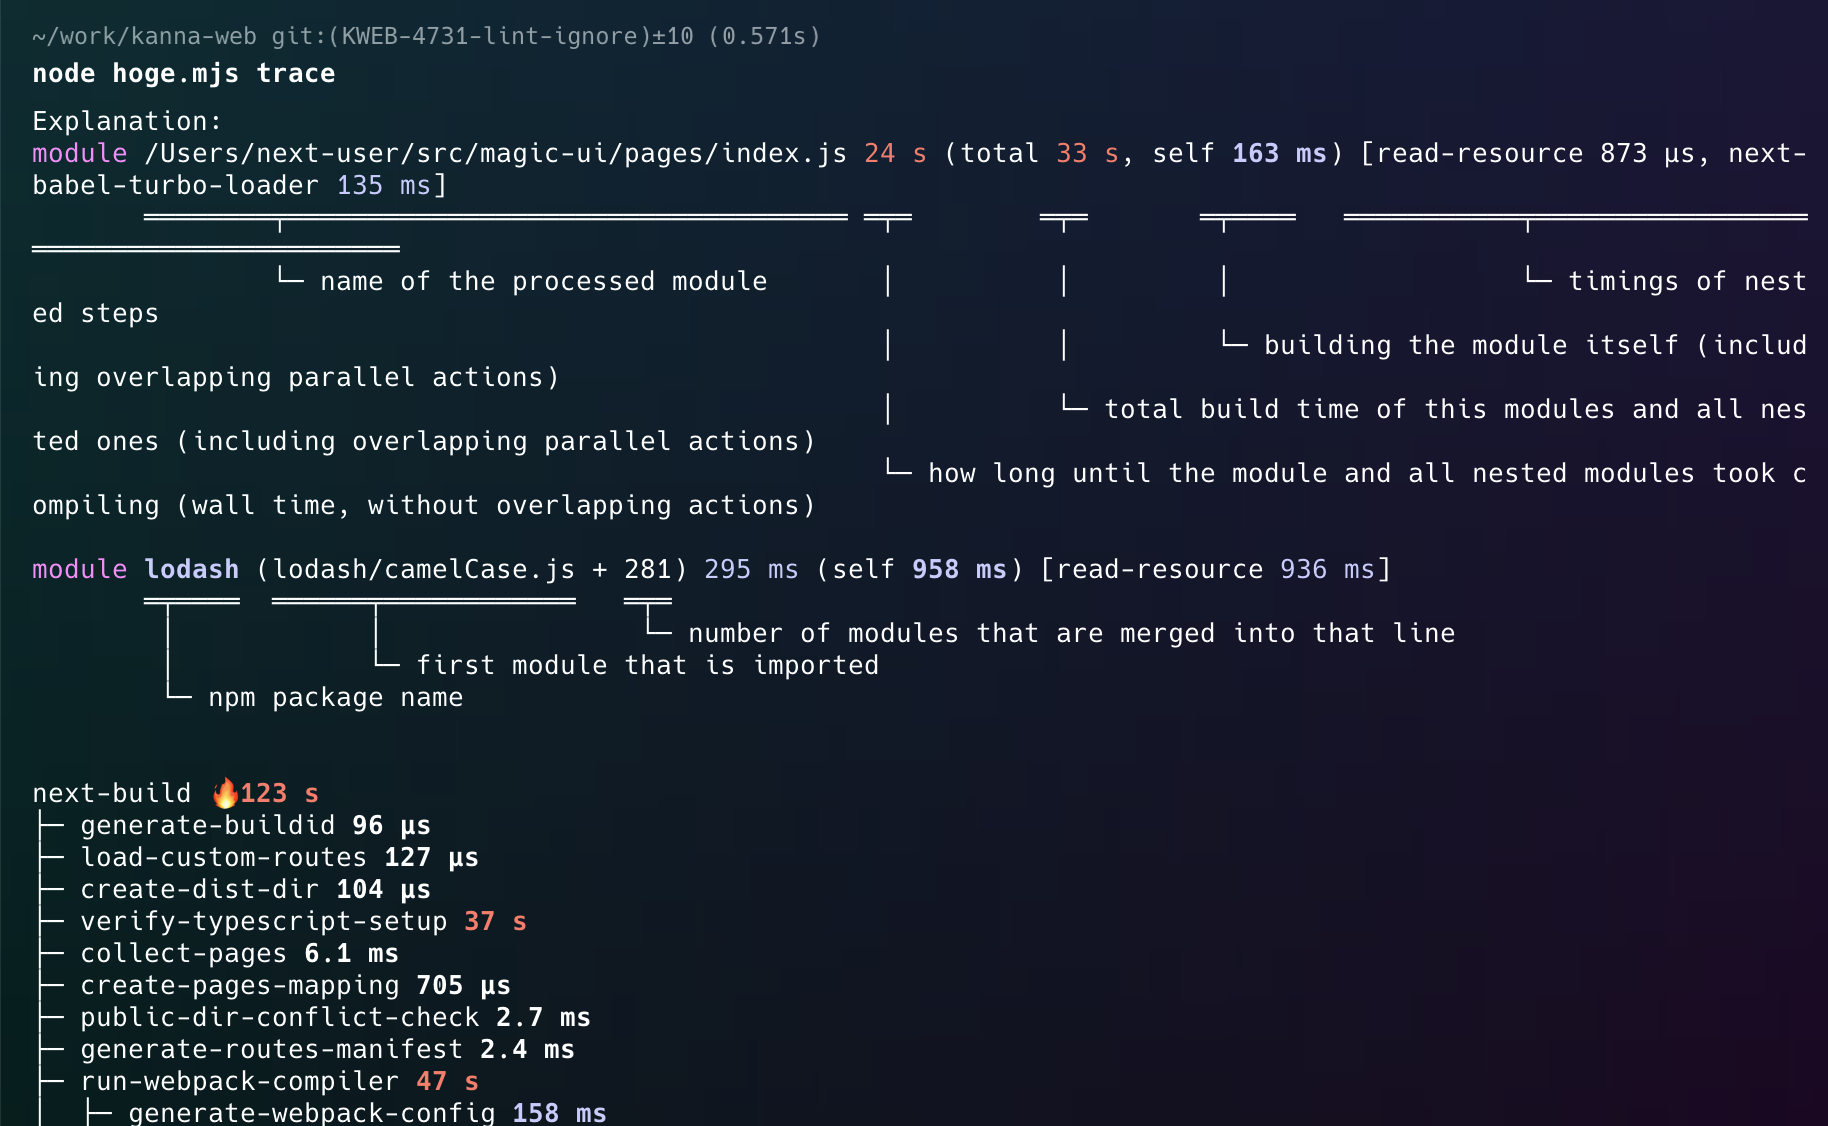 ~/work/kanna-web git:(KWEB-4731-lint-ignore)±10 (0.571s)
node hoge.mjs trace
Explanation:
module /Users/next-user/src/magic-ui/pages/index.js 24 s (total 33 s, self 163 ms) [read-resource 873 µs, next-
babel-turbo-loader 135 ms]
└─ name of the processed module │ │ │ └─ timings of nest
ed steps
│ │ └─ building the module itself (includ
ing overlapping parallel actions)
│ └─ total build time of this modules and all nes
ted ones (including overlapping parallel actions)
└─ how long until the module and all nested modules took c
ompiling (wall time, without overlapping actions)
module lodash (lodash/camelCase.js + 281) 295 ms (self 958 ms) [read-resource 936 ms]
│ │ └─ number of modules that are merged into that line
│ └─ first module that is imported
└─ npm package name
next-build 🔥123 s
├─ generate-buildid 96 µs
├─ load-custom-routes 127 µs
├─ create-dist-dir 104 µs
├─ verify-typescript-setup 37 s
├─ collect-pages 6.1 ms
├─ create-pages-mapping 705 µs
├─ public-dir-conflict-check 2.7 ms
├─ generate-routes-manifest 2.4 ms
├─ run-webpack-compiler 47 s
│ ├─ generate-webpack-config 158 ms